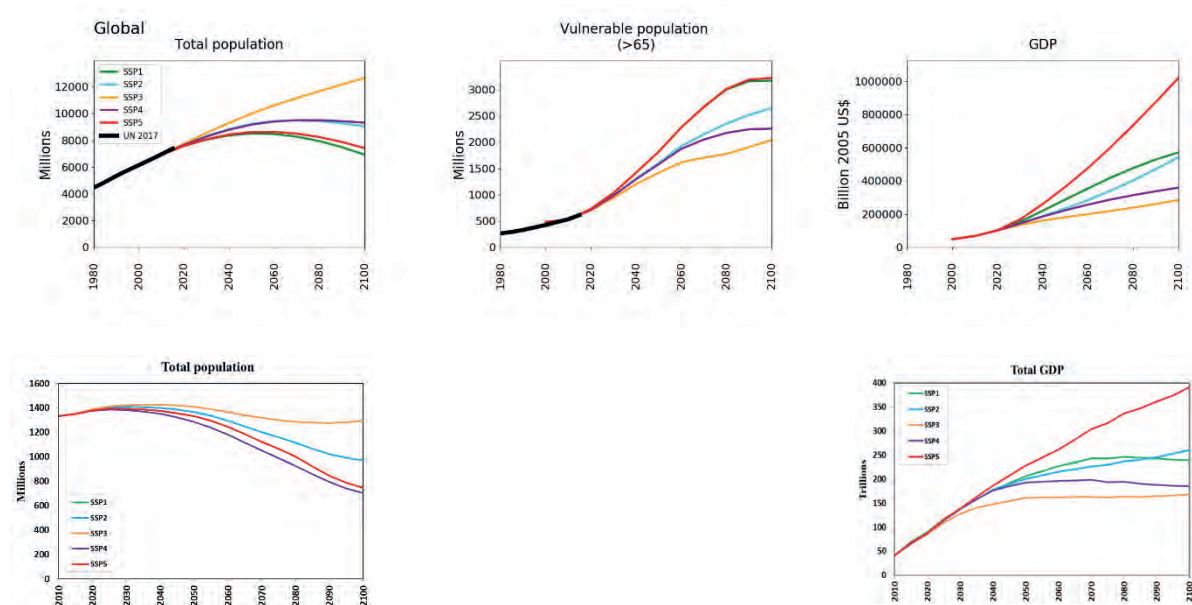 Global
Total population
12000
10000
8000
6000
4000
2000
0
Millions
SSP1
SSP2
SSP3
SSP4
SSP5
UN 2017
1980
2000
2020
2040
2060
2080
2100
Vulnerable population
(>65)
3000
2500
2000
1500
1000
500
0
Millions
1980
2000
2020
2040
2060
2080
2100
GDP
1000000
800000
600000
400000
200000
0
Billion 2005 US$
1980
2000
2020
2040
2060
2080
2100
Total population
1600
1400
1200
1000
800
600
400
200
0
Millions
SSP1
SSP2
SSP3
SSP4
SSP5
2010
2020
2030
2040
2050
2060
2070
2080
2090
2100
Total GDP
400
350
300
250
200
150
100
50
0
Trillions
SSP1
SSP2
SSP3
SSP4
SSP5
2010
2020
2030
2040
2050
2060
2070
2080
2090
2100